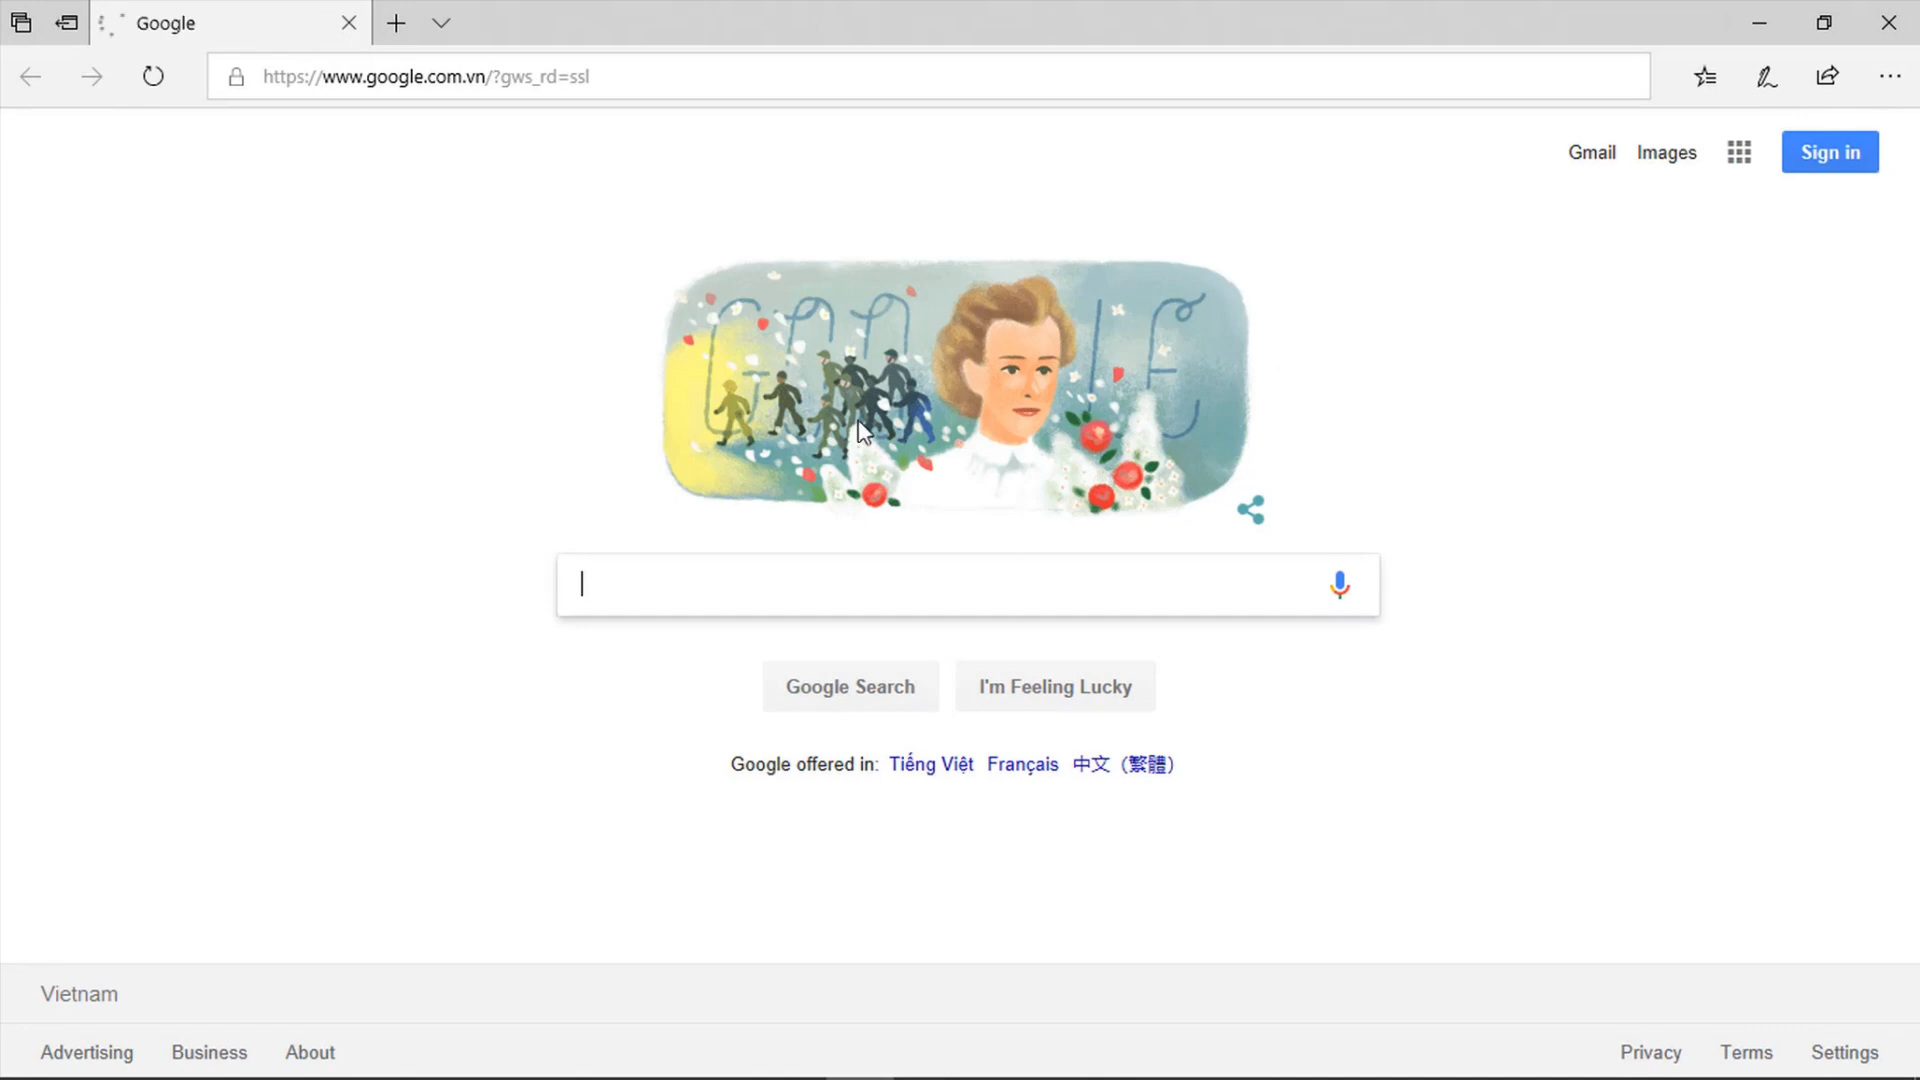 Google
https://www.google.com.vn/?gws_rd=ssl
Gmail Images Sign in
Google Search I'm Feeling Lucky
Google offered in: Tiếng Việt Français 中文（繁體）
Vietnam
Advertising Business About Privacy Terms Settings